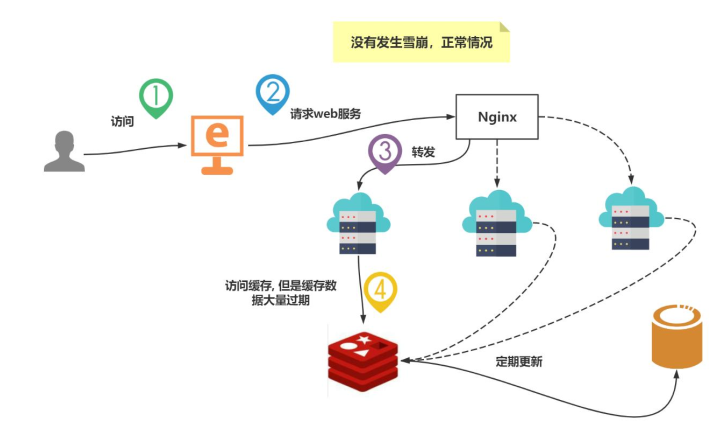 没有发生雪崩，正常情况
①
②
访问
请求web服务
Nginx
e
③
转发
访问缓存, 但是缓存数
据大量过期
④
定期更新